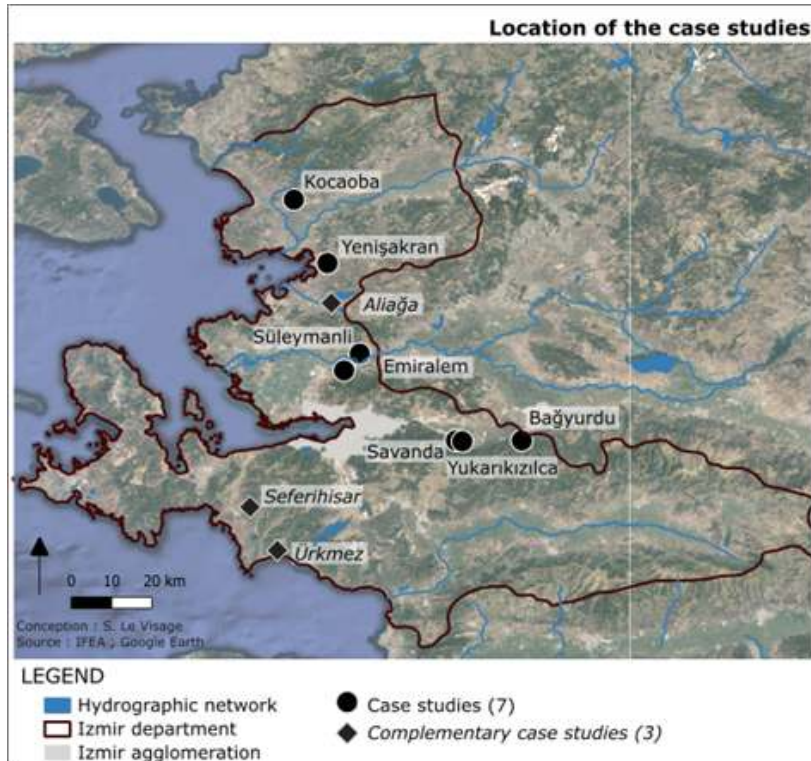 Location of the case studies
Kocaoba
Yenişakran
Aliağa
Süleymanli
Emiralem
Bağyurdu
Savanda
Yukarıkızılca
Seferihisar
Ürkmez
0 10 20 km
Conception : S. Le Visage
Source : IFEA ; Google Earth
LEGEND
Hydrographic network
Izmir department
Izmir agglomeration
Case studies (7)
Complementary case studies (3)